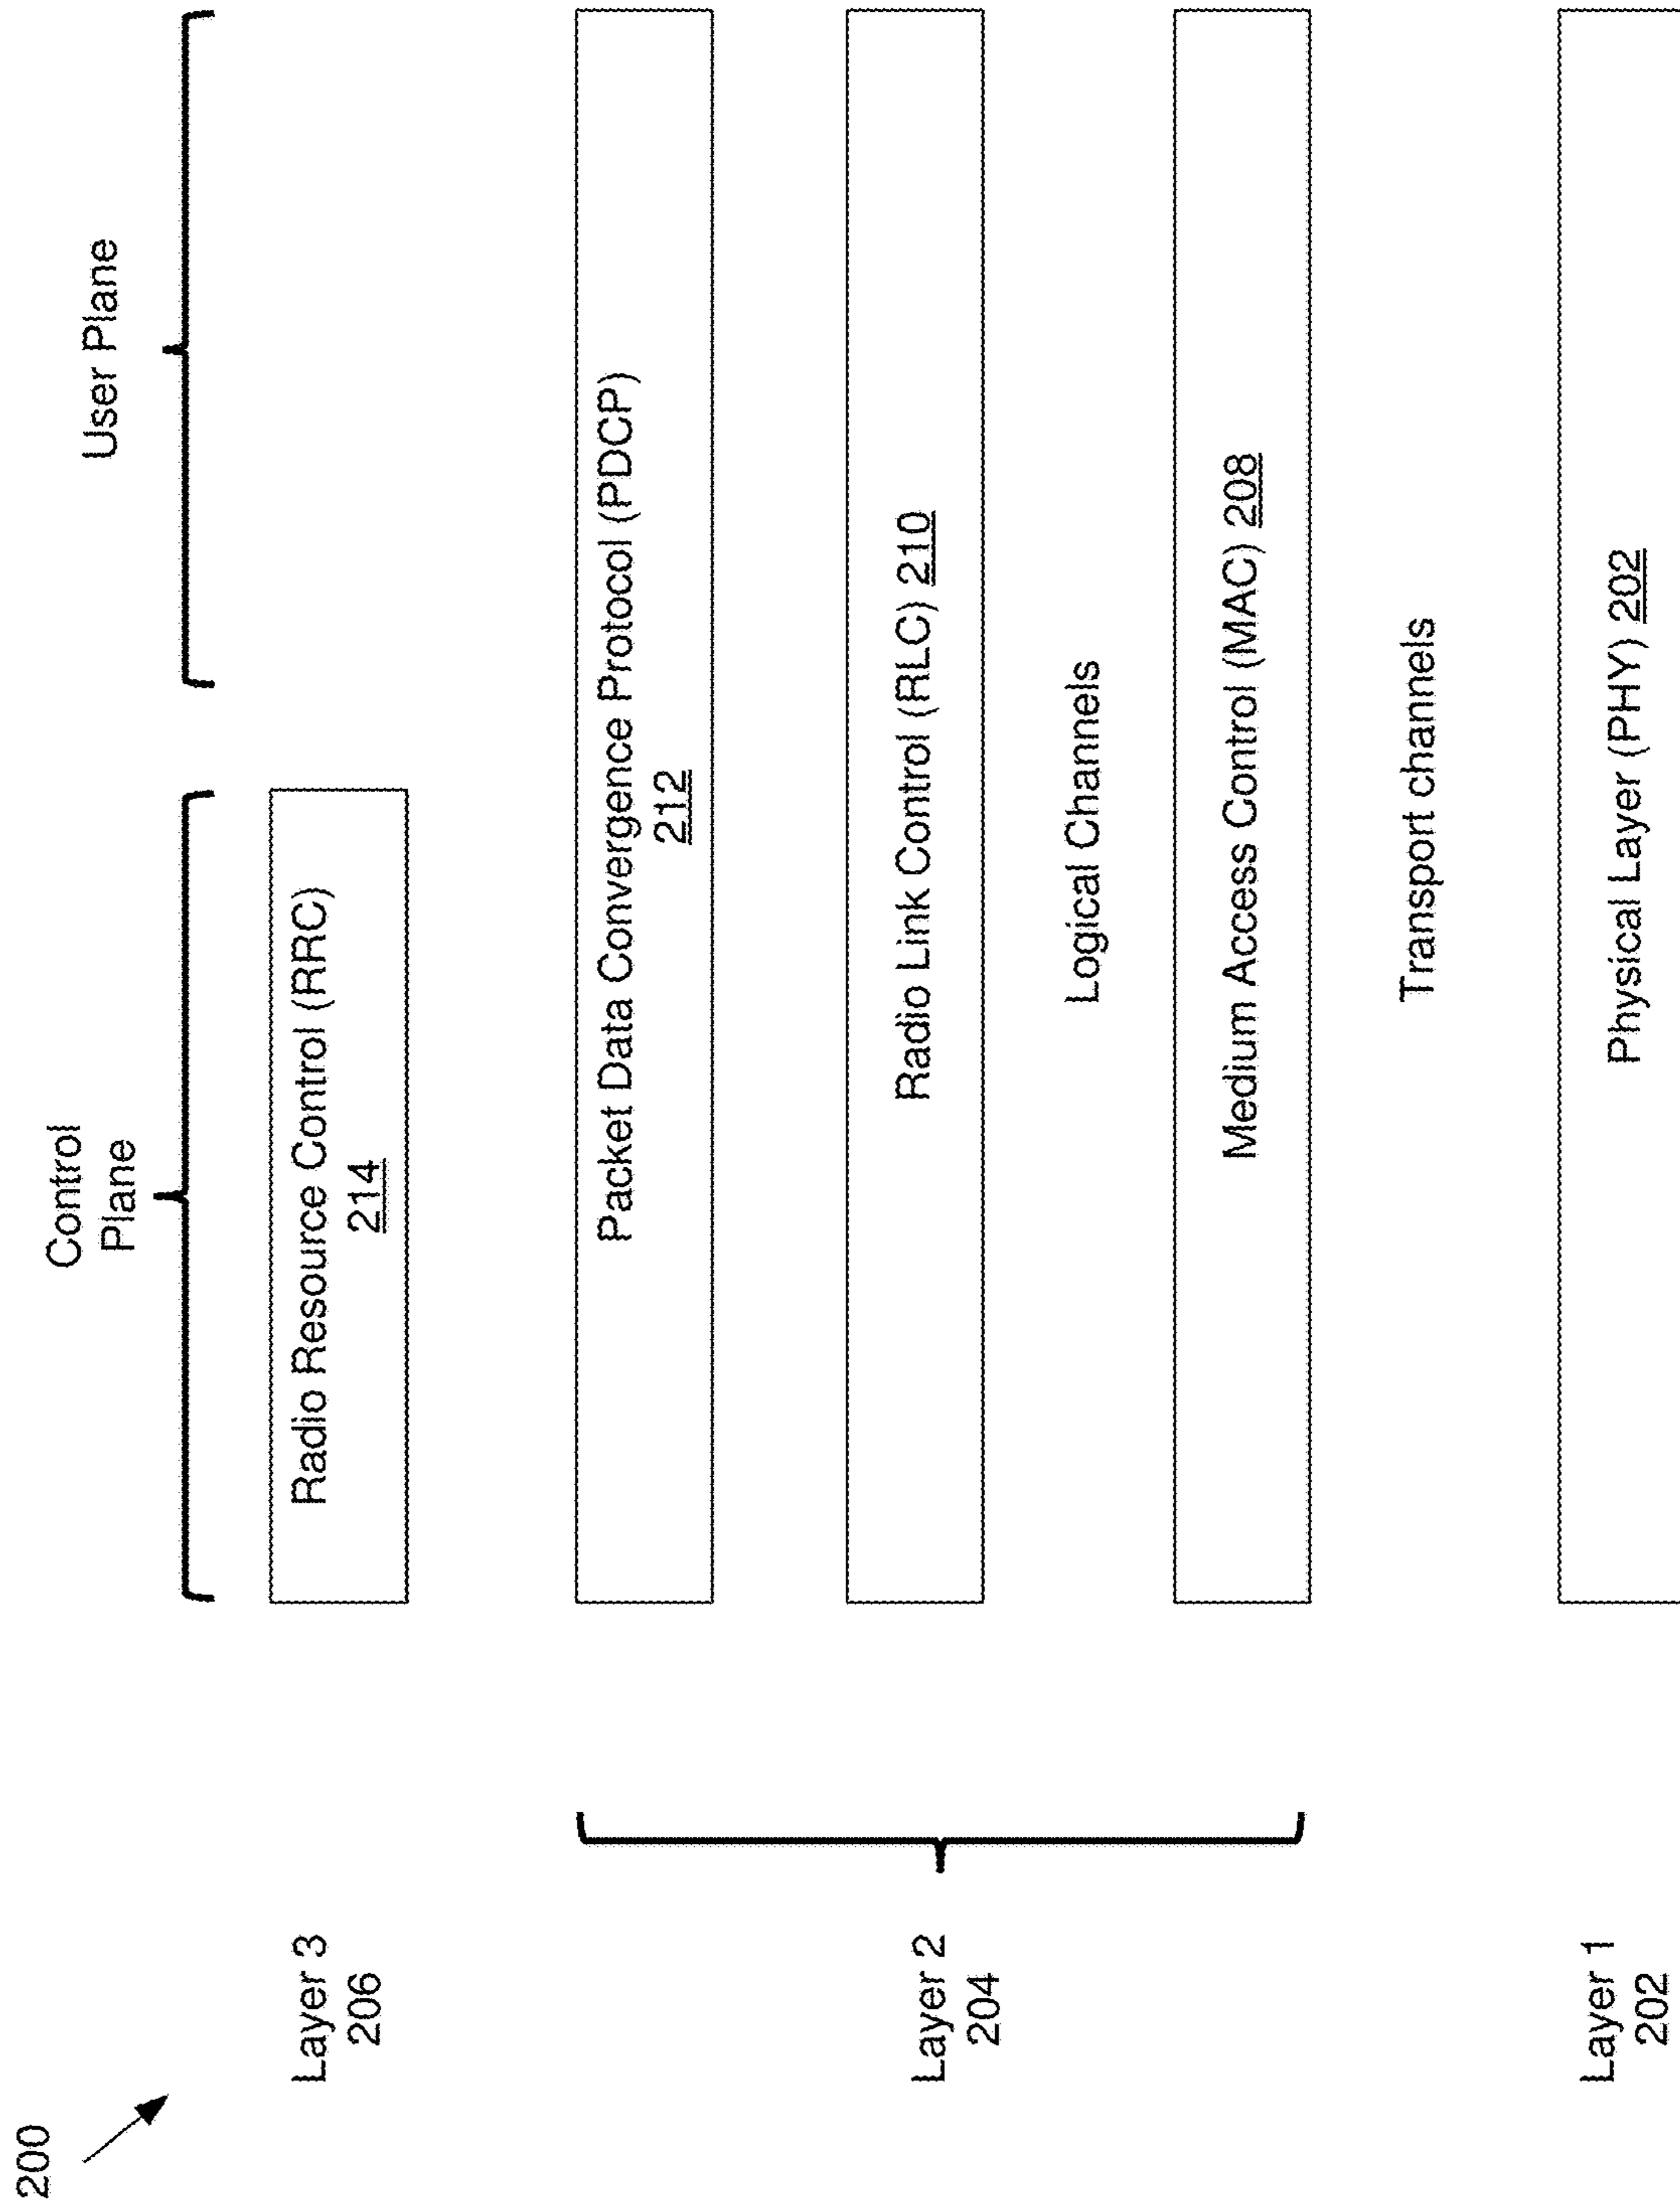 200
Control
Plane
User Plane
Layer 3
206
Radio Resource Control (RRC)
214
Packet Data Convergence Protocol (PDCP)
212
Layer 2
204
Radio Link Control (RLC) 210
Logical Channels
Medium Access Control (MAC) 208
Transport channels
Layer 1
202
Physical Layer (PHY) 202